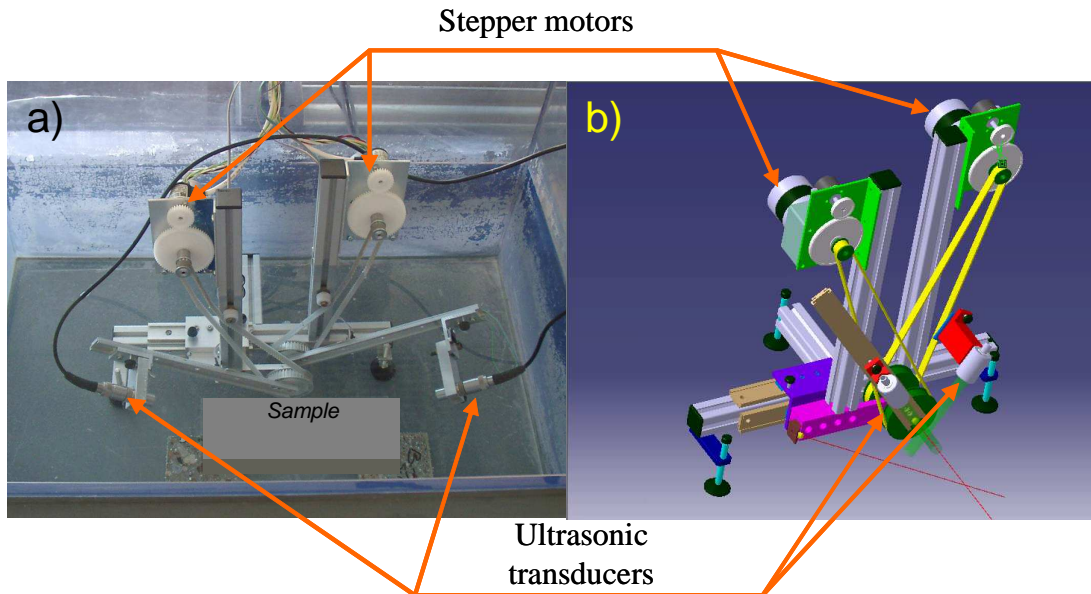 Stepper motors
a)
b)
Sample
Ultrasonic
transducers